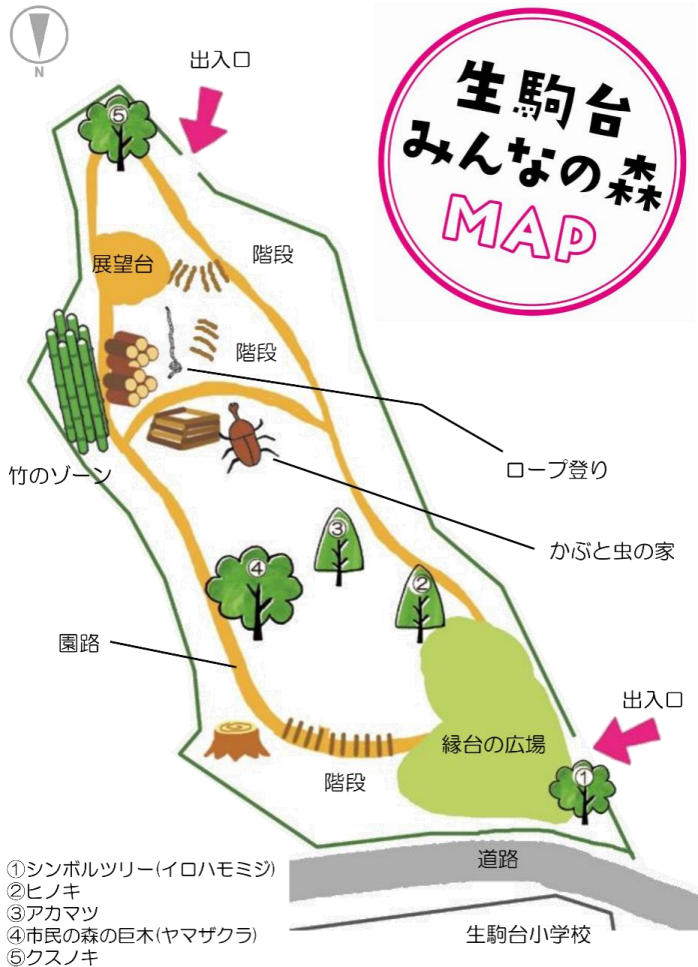 N
出入口
生駒台
みんなの森
MAP
⑤
展望台
階段
階段
竹のゾーン
ロープ登り
かぶと虫の家
③
④
②
園路
出入口
縁台の広場
①
階段
道路
生駒台小学校
①シンボルツリー(イロハモミジ)
②ヒノキ
③アカマツ
④市民の森の巨木(ヤマザクラ)
⑤クスノキ